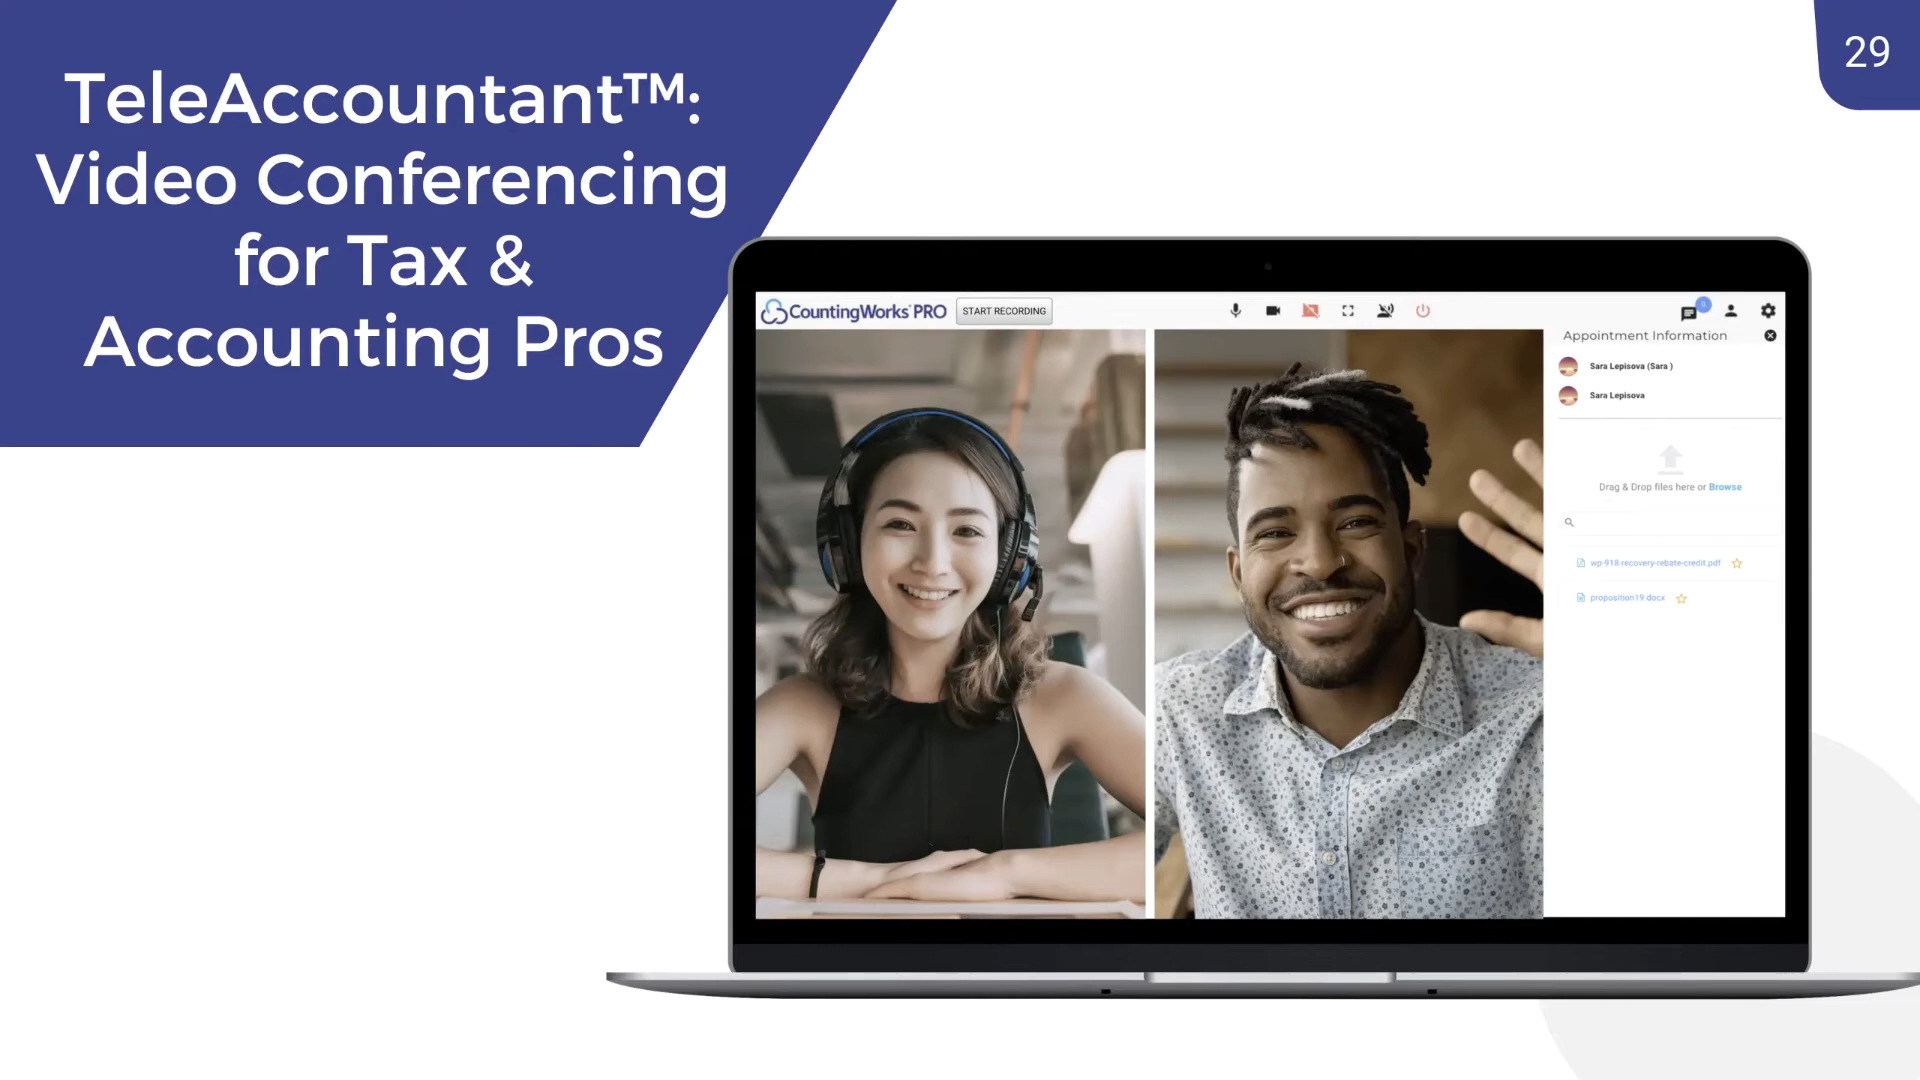 TeleAccountant™:
Video Conferencing
for Tax &
Accounting Pros
29
CountingWorks® PRO
START RECORDING
0
Appointment Information
Sara Lepisova (Sara )
Sara Lepisova
Drag & Drop files here or Browse
wp-918-recovery-rebate-credit.pdf
proposition19.docx